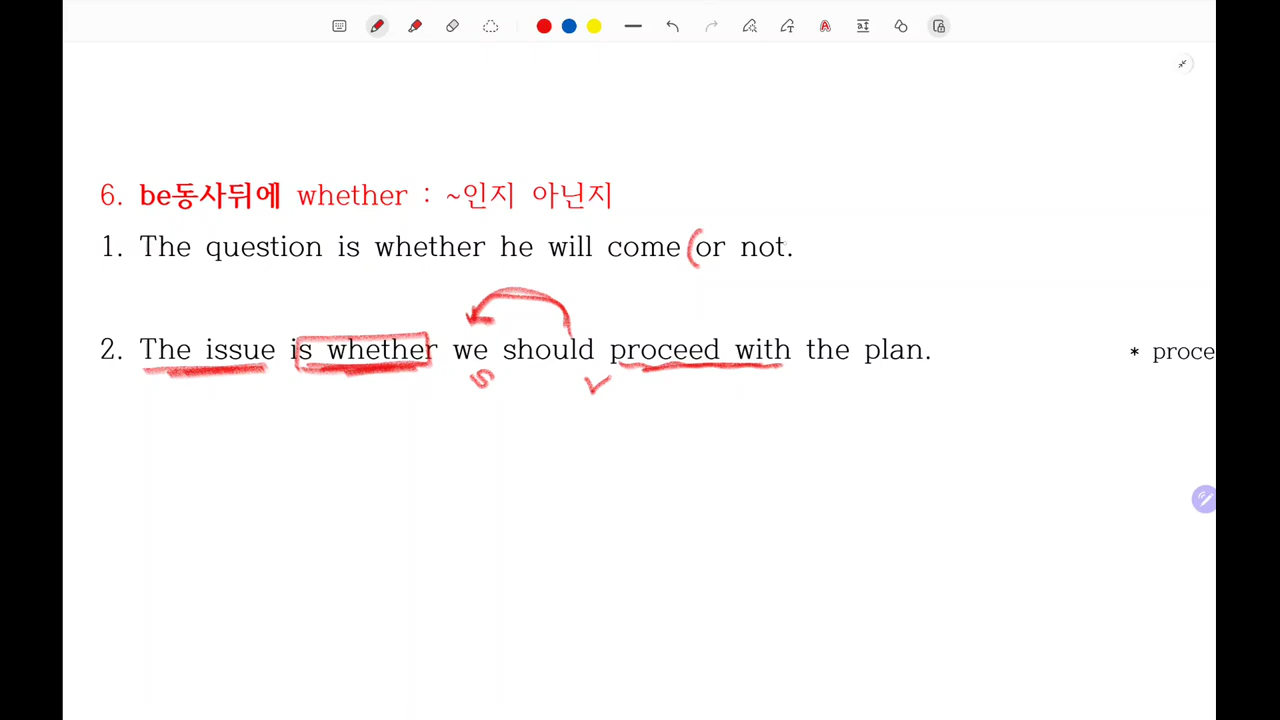 6. be동사뒤에 whether : ~인지 아닌지
1. The question is whether he will come (or not.
2. The issue is whether we should proceed with the plan. * proce
S V